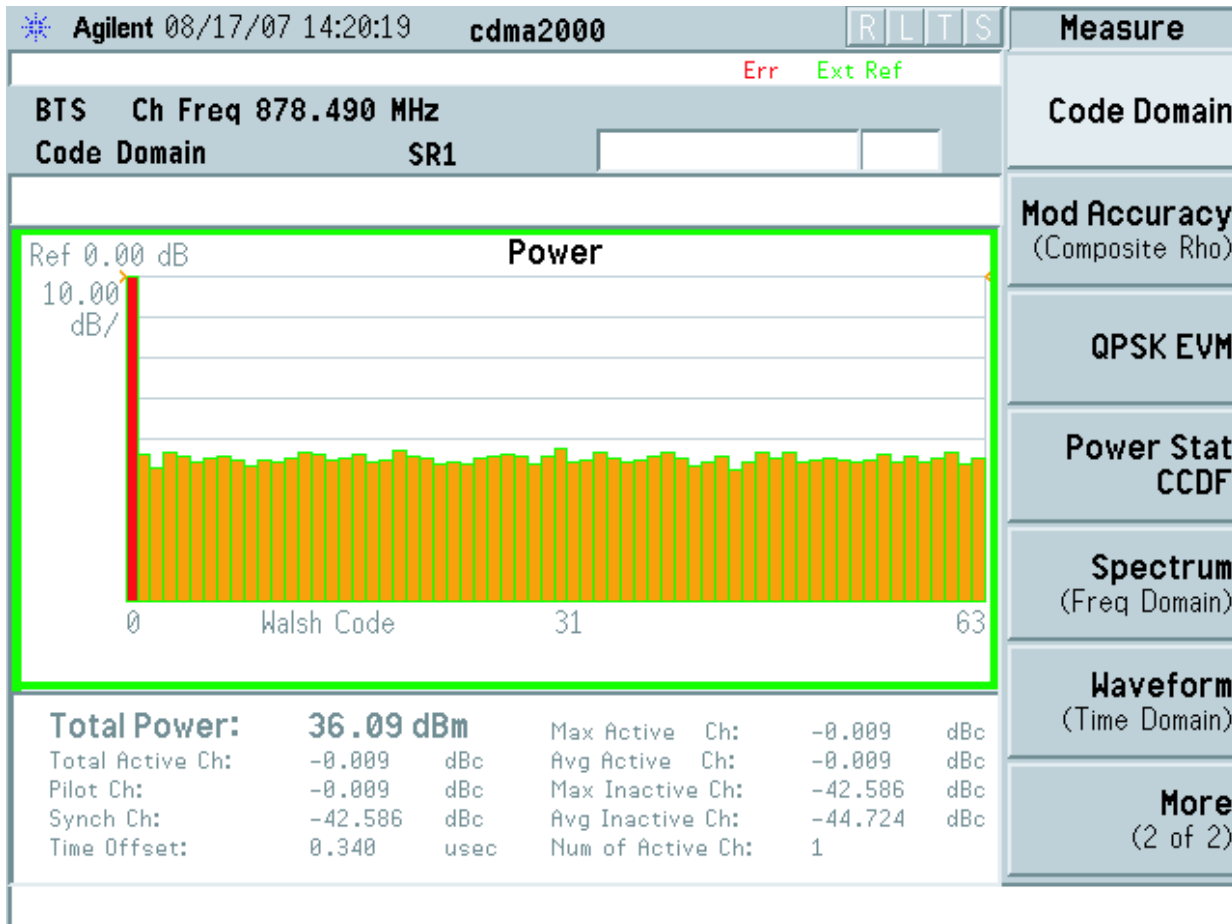 Agilent 08/17/07 14:20:19 cdma2000 R L T S
Err Ext Ref
BTS Ch Freq 878.490 MHz
Code Domain SR1
Ref 0.00 dB
Power
10.00
dB/
0 Walsh Code 31 63
Total Power: 36.09 dBm
Total Active Ch: -0.009 dBc
Pilot Ch: -0.009 dBc
Synch Ch: -42.586 dBc
Time Offset: 0.340 usec
Max Active Ch: -0.009 dBc
Avg Active Ch: -0.009 dBc
Max Inactive Ch: -42.586 dBc
Avg Inactive Ch: -44.724 dBc
Num of Active Ch: 1
Measure
Code Domain
Mod Accuracy
(Composite Rho)
QPSK EVM
Power Stat
CCDF
Spectrum
(Freq Domain)
Waveform
(Time Domain)
More
(2 of 2)